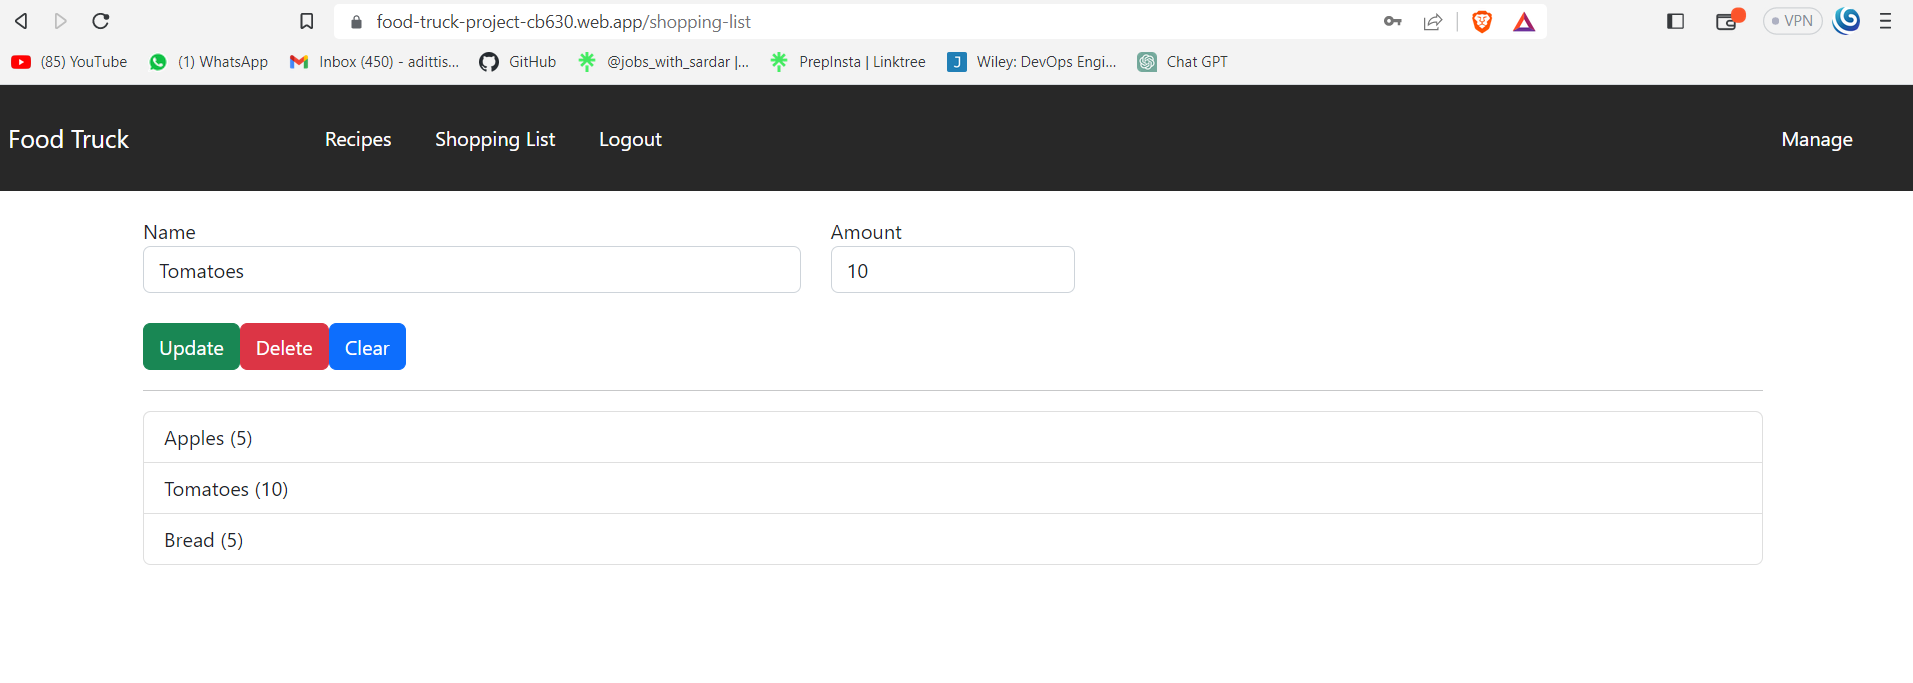 food-truck-project-cb630.web.app/shopping-list
VPN
(85) YouTube (1) WhatsApp Inbox (450) - adittis... GitHub @jobs_with_sardar |... PrepInsta | Linktree J Wiley: DevOps Engi... Chat GPT
Food Truck Recipes Shopping List Logout Manage
Name Amount
Tomatoes 10
Update Delete Clear
Apples (5)
Tomatoes (10)
Bread (5)